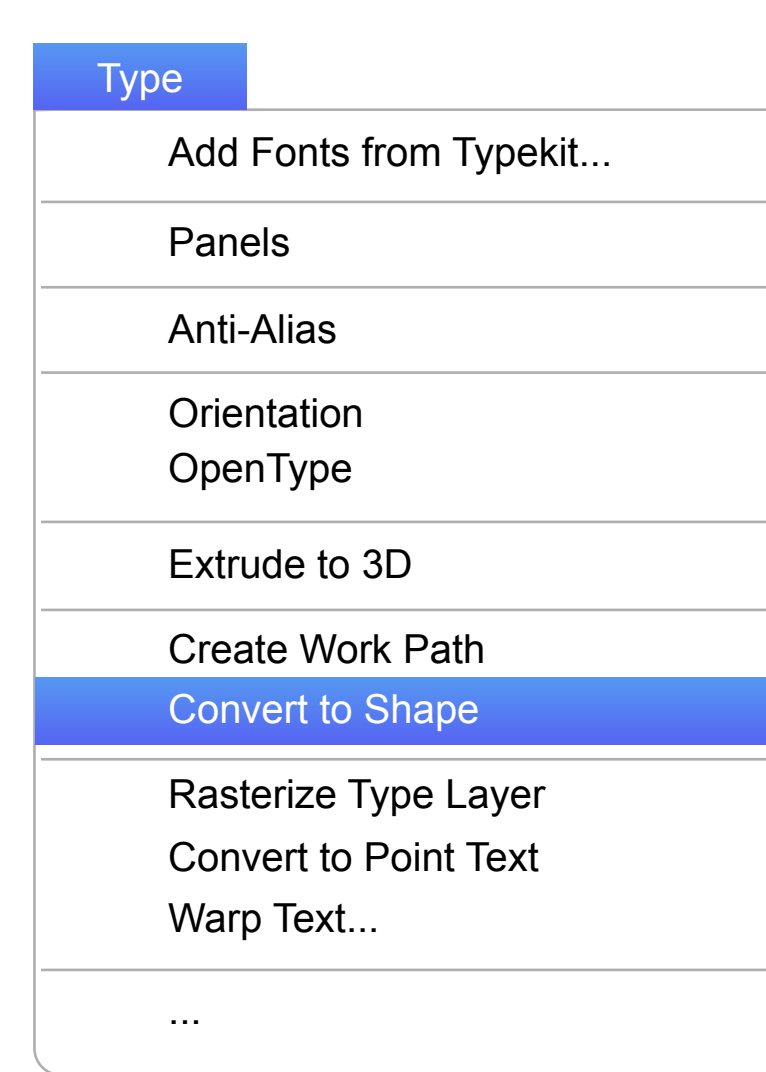 Type
Add Fonts from Typekit...
Panels
Anti-Alias
Orientation
OpenType
Extrude to 3D
Create Work Path
Convert to Shape
Rasterize Type Layer
Convert to Point Text
Warp Text...
...